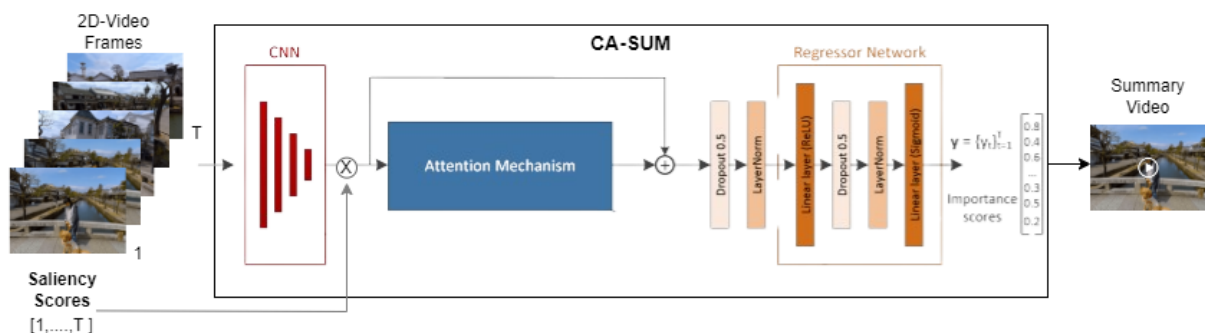 2D-Video
Frames
T
1
Saliency
Scores
[1,....,T ]
CA-SUM
CNN
X
Attention Mechanism
+
Dropout 0.5
LayerNorm
Regressor Network
Linear layer (ReLU)
Dropout 0.5
LayerNorm
Linear layer (Sigmoid)
y = {yₜ}ᵀₜ₌₁
Importance
scores
0.8
0.4
0.6
...
0.3
0.5
0.2
Summary
Video